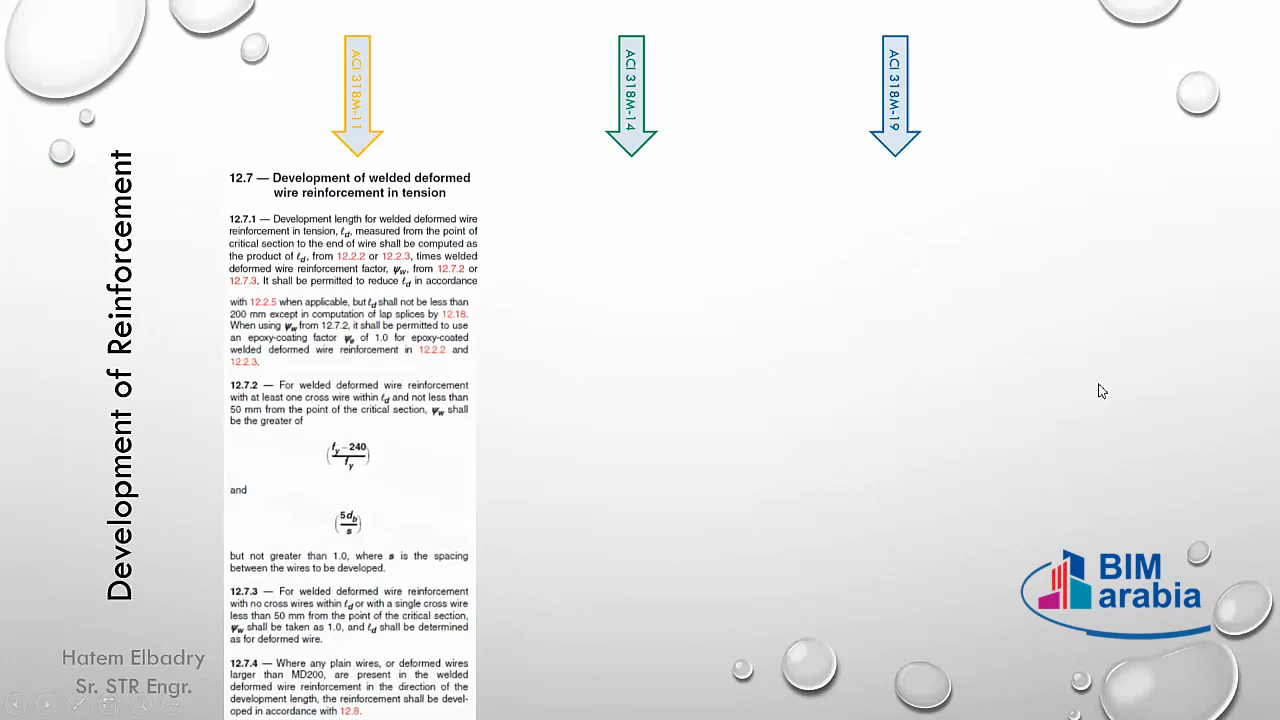 ACI 318M-11
ACI 318M-14
ACI 318M-19
Development of Reinforcement
12.7 — Development of welded deformed
wire reinforcement in tension
12.7.1 — Development length for welded deformed wire
reinforcement in tension, ℓd, measured from the point of
critical section to the end of wire shall be computed as
the product of ℓd, from 12.2.2 or 12.2.3, times welded
deformed wire reinforcement factor, ψw, from 12.7.2 or
12.7.3. It shall be permitted to reduce ℓd in accordance
with 12.2.5 when applicable, but ℓd shall not be less than
200 mm except in computation of lap splices by 12.18.
When using ψw from 12.7.2, it shall be permitted to use
an epoxy-coating factor ψe of 1.0 for epoxy-coated
welded deformed wire reinforcement in 12.2.2 and
12.2.3.
12.7.2 — For welded deformed wire reinforcement
with at least one cross wire within ℓd and not less than
50 mm from the point of the critical section, ψw shall
be the greater of
(fy – 240
fy)
and
(5db
s)
but not greater than 1.0, where s is the spacing
between the wires to be developed.
12.7.3 — For welded deformed wire reinforcement
with no cross wires within ℓd or with a single cross wire
less than 50 mm from the point of the critical section,
ψw shall be taken as 1.0, and ℓd shall be determined
as for deformed wire.
12.7.4 — Where any plain wires, or deformed wires
larger than MD200, are present in the welded
deformed wire reinforcement in the direction of the
development length, the reinforcement shall be devel-
oped in accordance with 12.8.
BIM
arabia
Hatem Elbadry
Sr. STR Engr.